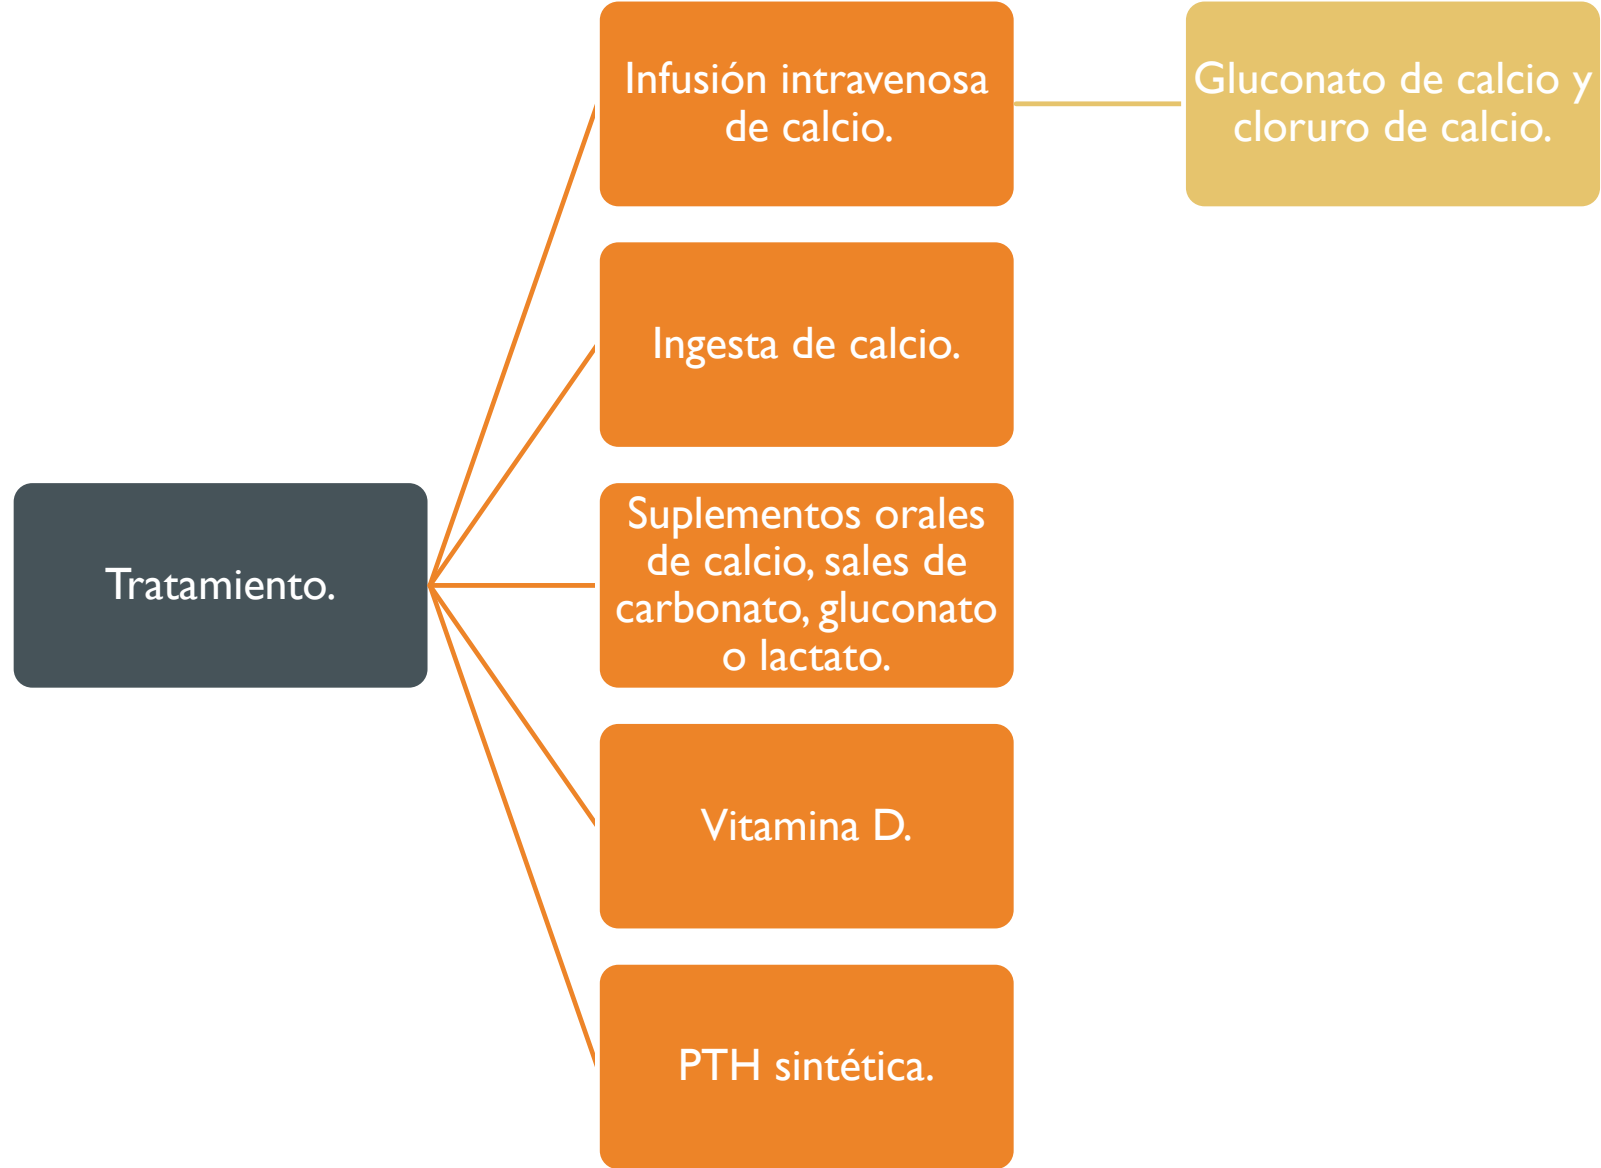 Infusión intravenosa
de calcio.
Gluconato de calcio y
cloruro de calcio.
Ingesta de calcio.
Tratamiento.
Suplementos orales
de calcio, sales de
carbonato, gluconato
o lactato.
Vitamina D.
PTH sintética.